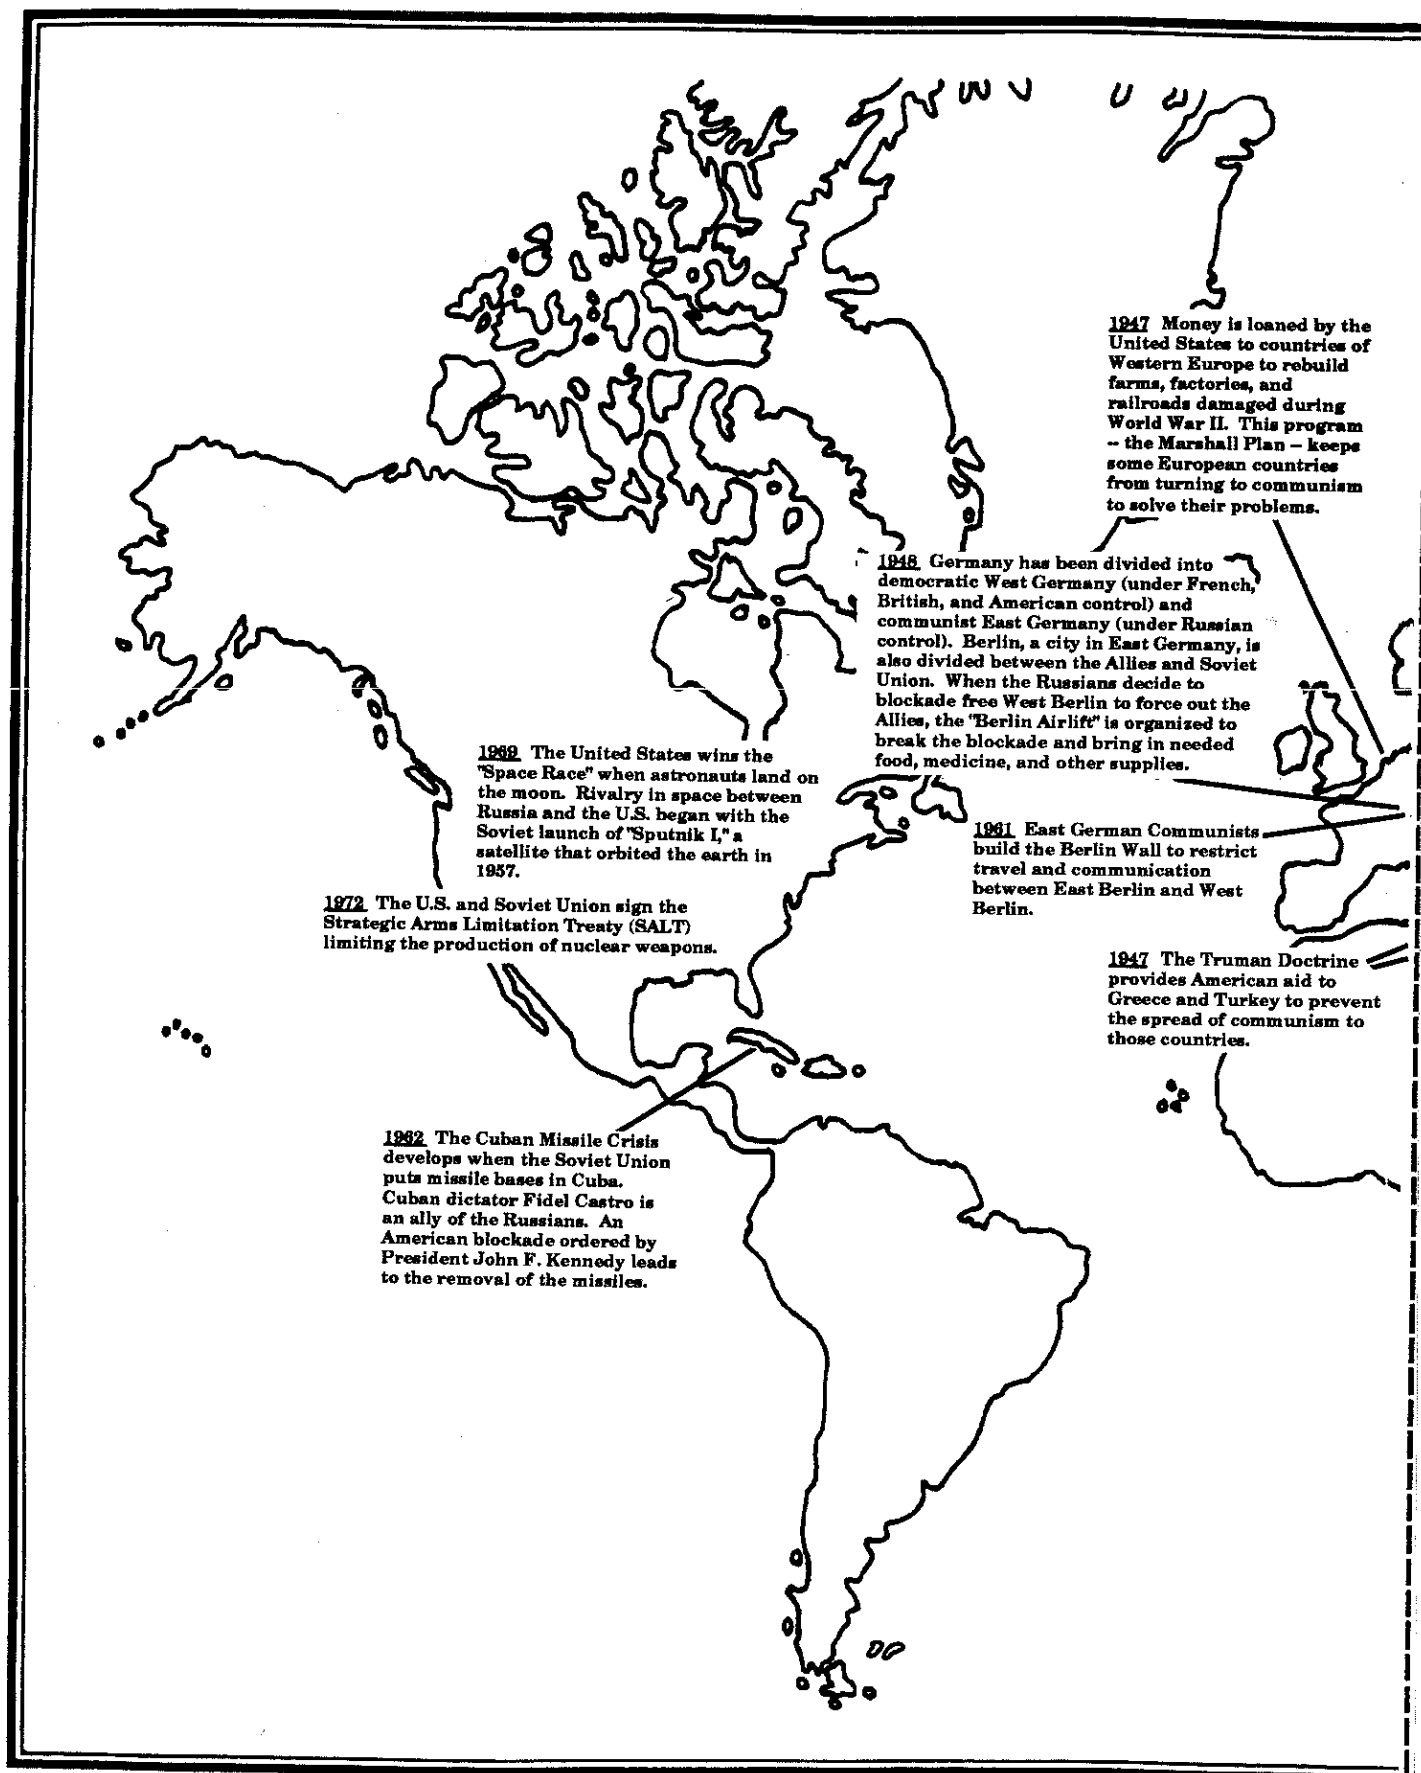 1947 Money is loaned by the
United States to countries of
Western Europe to rebuild
farms, factories, and
railroads damaged during
World War II. This program
-- the Marshall Plan -- keeps
some European countries
from turning to communism
to solve their problems.
1948 Germany has been divided into
democratic West Germany (under French,
British, and American control) and
communist East Germany (under Russian
control). Berlin, a city in East Germany, is
also divided between the Allies and Soviet
Union. When the Russians decide to
blockade free West Berlin to force out the
Allies, the "Berlin Airlift" is organized to
break the blockade and bring in needed
food, medicine, and other supplies.
1969 The United States wins the
"Space Race" when astronauts land on
the moon. Rivalry in space between
Russia and the U.S. began with the
Soviet launch of "Sputnik I," a
satellite that orbited the earth in
1957.
1961 East German Communists
build the Berlin Wall to restrict
travel and communication
between East Berlin and West
Berlin.
1972 The U.S. and Soviet Union sign the
Strategic Arms Limitation Treaty (SALT)
limiting the production of nuclear weapons.
1947 The Truman Doctrine
provides American aid to
Greece and Turkey to prevent
the spread of communism to
those countries.
1962 The Cuban Missile Crisis
develops when the Soviet Union
puts missile bases in Cuba.
Cuban dictator Fidel Castro is
an ally of the Russians. An
American blockade ordered by
President John F. Kennedy leads
to the removal of the missiles.